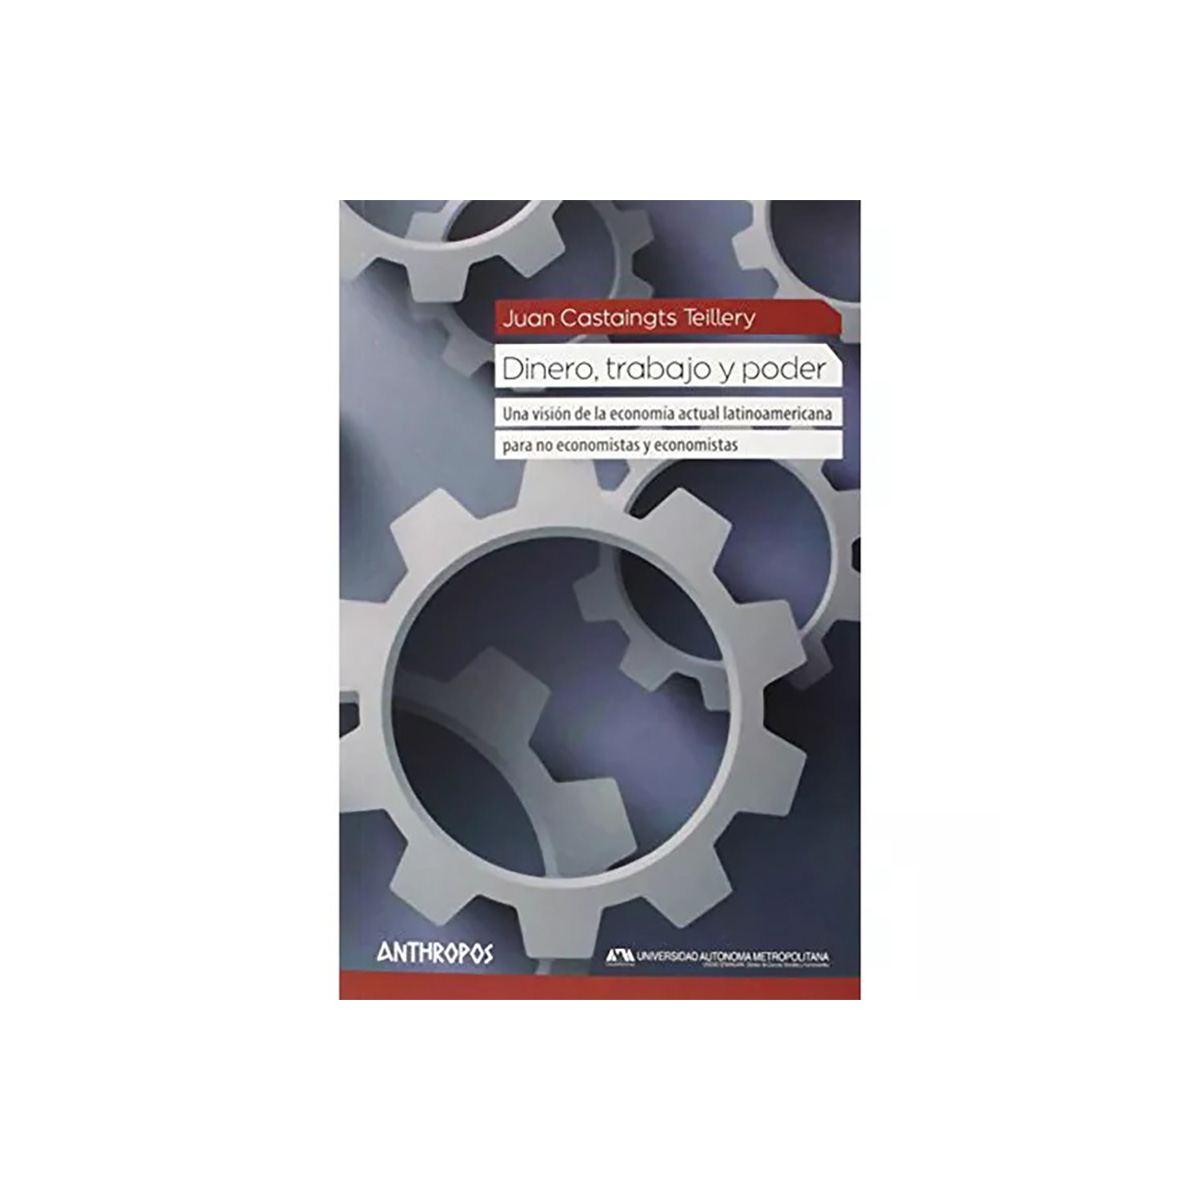 Juan Castaingts Teillery
Dinero, trabajo y poder
Una visión de la economía actual latinoamericana
para no economistas y economistas
ANTHROPOS
UNIVERSIDAD AUTONOMA METROPOLITANA